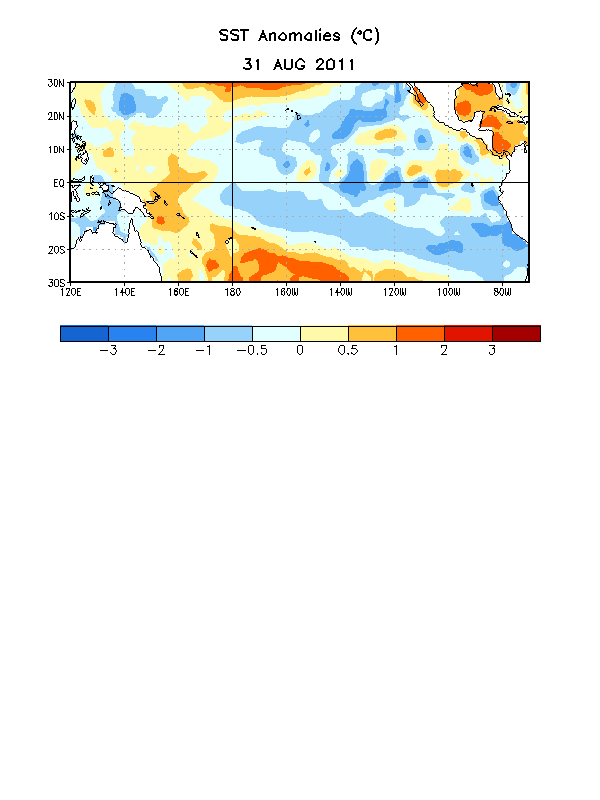 SST Anomalies (°C)
31 AUG 2011
30N
20N
10N
EQ
10S
20S
30S
120E 140E 160E 180 160W 140W 120W 100W 80W
−3 −2 −1 −0.5 0 0.5 1 2 3